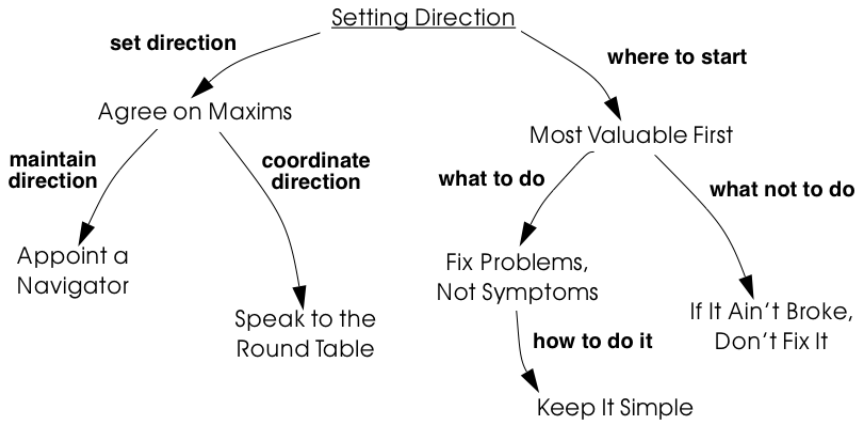 Setting Direction
set direction
where to start
Agree on Maxims
Most Valuable First
maintain
direction
coordinate
direction
what to do
what not to do
Appoint a
Navigator
Fix Problems,
Not Symptoms
If It Ain't Broke,
Don't Fix It
Speak to the
Round Table
how to do it
Keep It Simple